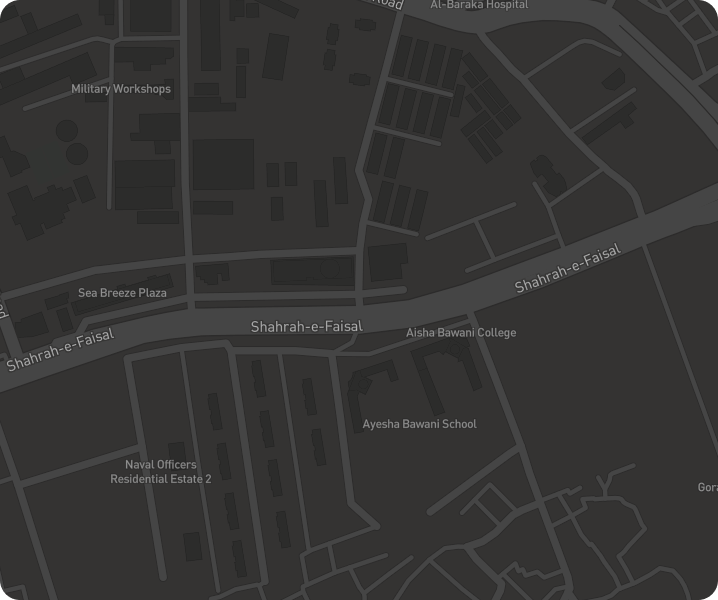 Road
Al-Baraka Hospital
Military Workshops
Shahrah-e-Faisal
Sea Breeze Plaza
Shahrah-e-Faisal
Aisha Bawani College
Shahrah-e-Faisal
Ayesha Bawani School
Naval Officers
Residential Estate 2